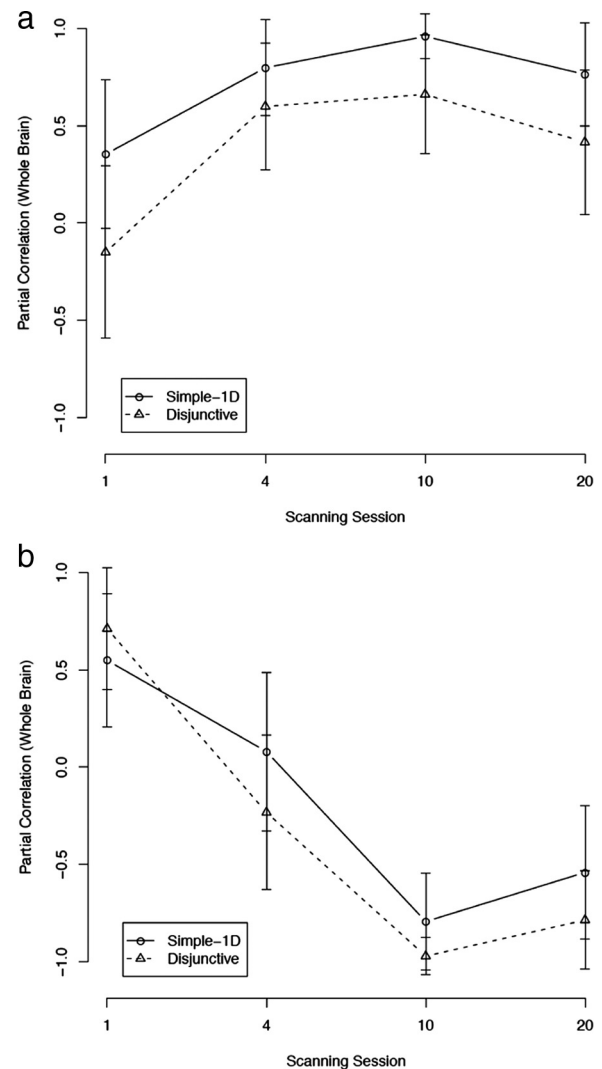 a
Partial Correlation (Whole Brain)
1.0
0.5
0.0
−0.5
−1.0
Simple−1D
Disjunctive
1 4 10 20
Scanning Session
b
Partial Correlation (Whole Brain)
1.0
0.5
0.0
−0.5
−1.0
Simple−1D
Disjunctive
1 4 10 20
Scanning Session